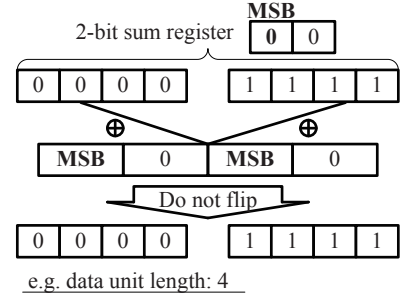 MSB
2-bit sum register 0 0
0 0 0 0 1 1 1 1
⊕ ⊕
MSB 0 MSB 0
Do not flip
0 0 0 0 1 1 1 1
e.g. data unit length: 4